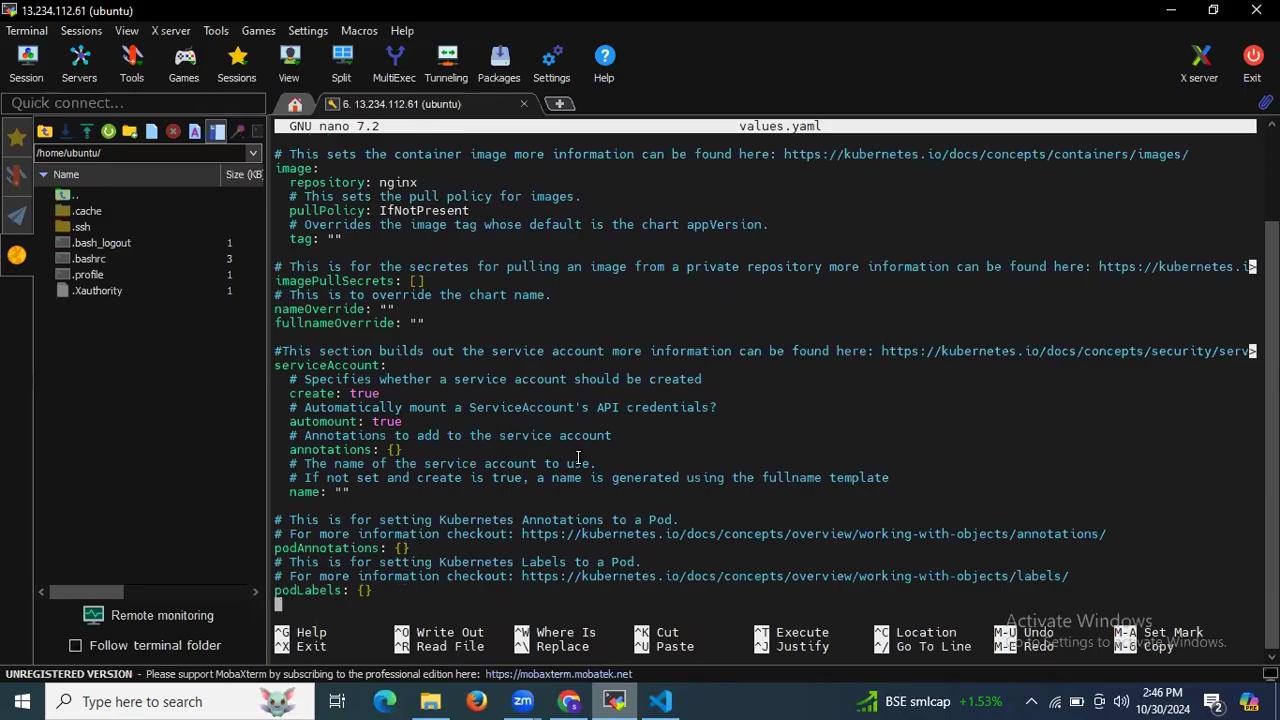 13.234.112.61 (ubuntu)
Terminal Sessions View X server Tools Games Settings Macros Help
Session Servers Tools Games Sessions View Split MultiExec Tunneling Packages Settings Help X server Exit
Quick connect...
6. 13.234.112.61 (ubuntu)
/home/ubuntu/
Name Size (KB
..
.cache
.ssh
.bash_logout 1
.bashrc 3
.profile 1
.Xauthority 1
Remote monitoring
Follow terminal folder
GNU nano 7.2 values.yaml
# This sets the container image more information can be found here: https://kubernetes.io/docs/concepts/containers/images/
image:
repository: nginx
# This sets the pull policy for images.
pullPolicy: IfNotPresent
# Overrides the image tag whose default is the chart appVersion.
tag: ""
# This is for the secretes for pulling an image from a private repository more information can be found here: https://kubernetes.i>
imagePullSecrets: []
# This is to override the chart name.
nameOverride: ""
fullnameOverride: ""
#This section builds out the service account more information can be found here: https://kubernetes.io/docs/concepts/security/serv>
serviceAccount:
# Specifies whether a service account should be created
create: true
# Automatically mount a ServiceAccount's API credentials?
automount: true
# Annotations to add to the service account
annotations: {}
# The name of the service account to use.
# If not set and create is true, a name is generated using the fullname template
name: ""
# This is for setting Kubernetes Annotations to a Pod.
# For more information checkout: https://kubernetes.io/docs/concepts/overview/working-with-objects/annotations/
podAnnotations: {}
# This is for setting Kubernetes Labels to a Pod.
# For more information checkout: https://kubernetes.io/docs/concepts/overview/working-with-objects/labels/
podLabels: {}
^G Help ^O Write Out ^W Where Is ^K Cut ^T Execute ^C Location M-U Undo M-A Set Mark
^X Exit ^R Read File ^\ Replace ^U Paste ^J Justify ^/ Go To Line M-E Redo M-6 Copy
Activate Windows
Go to Settings to Activate Windows.
UNREGISTERED VERSION - Please support MobaXterm by subscribing to the professional edition here: https://mobaxterm.mobatek.net
Type here to search
BSE smlcap +1.53%
2:46 PM
10/30/2024
2